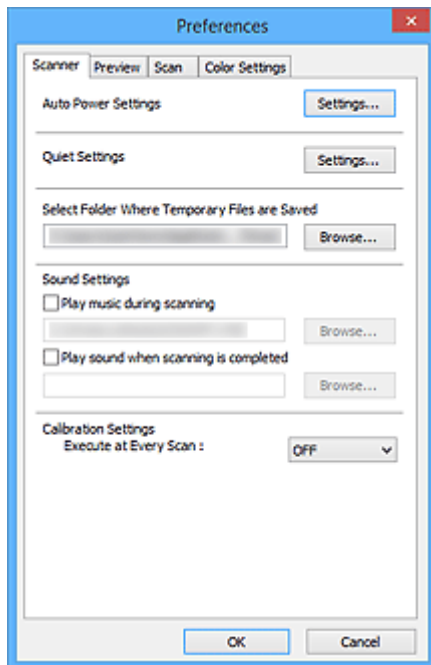 Preferences
Scanner Preview Scan Color Settings
Auto Power Settings Settings...
Quiet Settings Settings...
Select Folder Where Temporary Files are Saved
Browse...
Sound Settings
Play music during scanning
Browse...
Play sound when scanning is completed
Browse...
Calibration Settings
Execute at Every Scan : OFF
OK Cancel